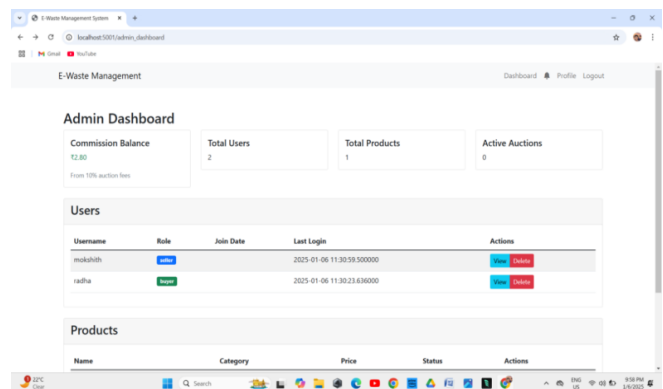 E-Waste Management System
localhost:5001/admin_dashboard
Gmail YouTube
E-Waste Management Dashboard Profile Logout
Admin Dashboard
Commission Balance Total Users Total Products Active Auctions
₹2.80 2 1 0
From 10% auction fees
Users
Username Role Join Date Last Login Actions
mokshith seller 2025-01-06 11:30:59.500000 View Delete
radha buyer 2025-01-06 11:30:23.636000 View Delete
Products
Name Category Price Status Actions
22°C Search ENG 9:58 PM
Clear US 1/6/2025